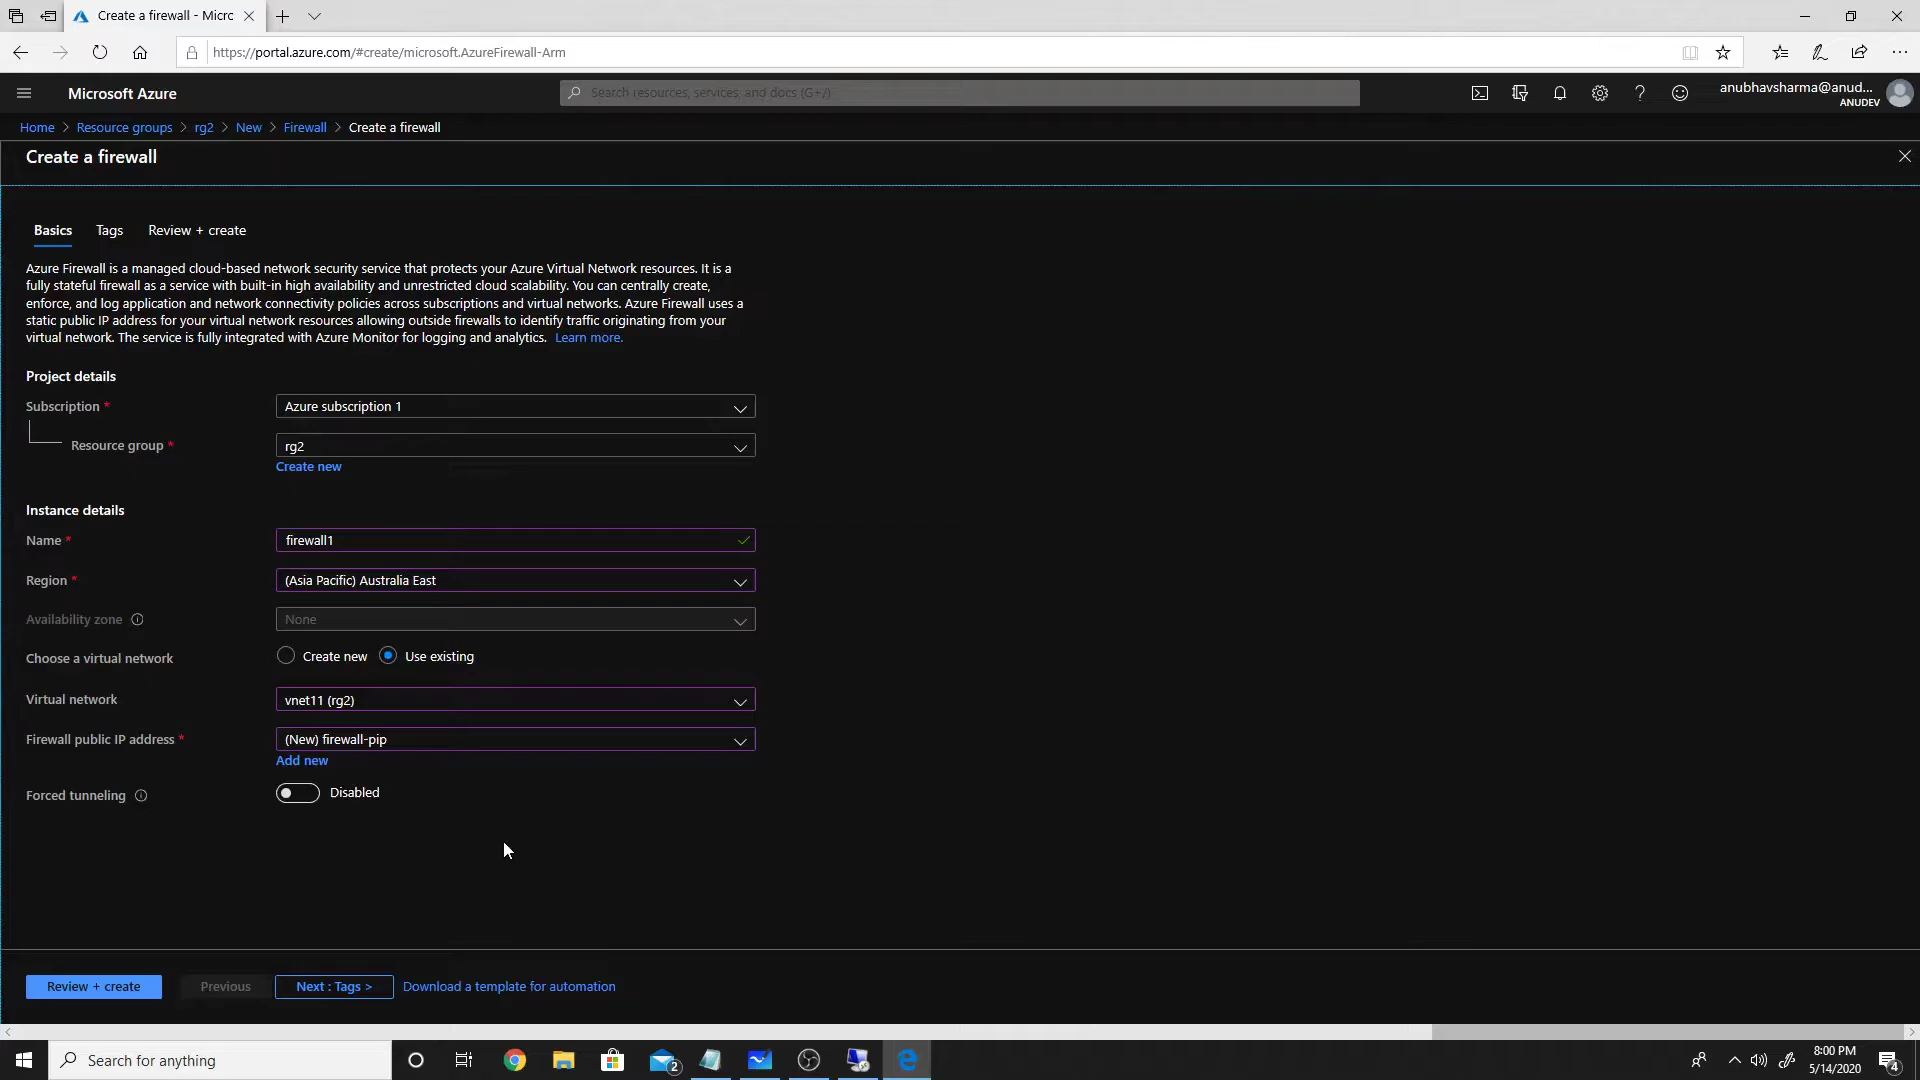 Create a firewall - Micrc
https://portal.azure.com/#create/microsoft.AzureFirewall-Arm
Microsoft Azure
Search resources, services, and docs (G+/)
anubhavsharma@anud...
ANUDEV
Home > Resource groups > rg2 > New > Firewall > Create a firewall
Create a firewall
Basics Tags Review + create
Azure Firewall is a managed cloud-based network security service that protects your Azure Virtual Network resources. It is a
fully stateful firewall as a service with built-in high availability and unrestricted cloud scalability. You can centrally create,
enforce, and log application and network connectivity policies across subscriptions and virtual networks. Azure Firewall uses a
static public IP address for your virtual network resources allowing outside firewalls to identify traffic originating from your
virtual network. The service is fully integrated with Azure Monitor for logging and analytics. Learn more.
Project details
Subscription * Azure subscription 1
Resource group * rg2
Create new
Instance details
Name * firewall1
Region * (Asia Pacific) Australia East
Availability zone None
Choose a virtual network Create new Use existing
Virtual network vnet11 (rg2)
Firewall public IP address * (New) firewall-pip
Add new
Forced tunneling Disabled
Review + create Previous Next : Tags > Download a template for automation
Search for anything
2
8:00 PM
5/14/2020
4